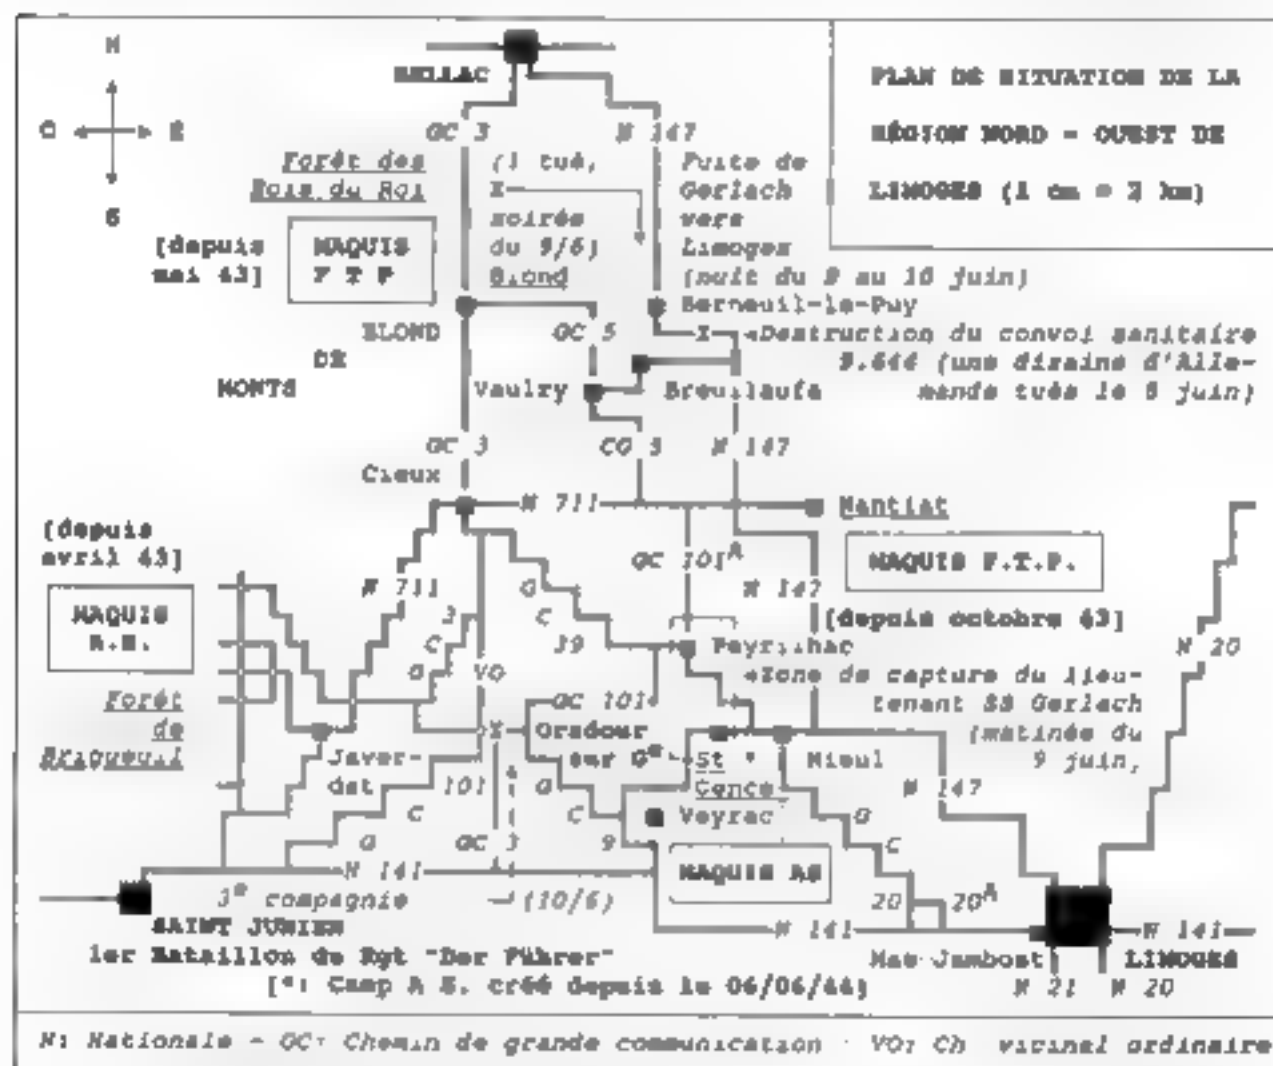 N
O E
S
PLAN DE SITUATION DE LA
RÉGION NORD - OUEST DE
LIMOGES (1 cm = 2 km)
BELLAC
GC 3
N 147
Forêt des
Bois du Roi
(1 tué,
X
soirée
du 9/6)
Blond
Fuite de
Gerlach
vers
Limoges
(nuit du 9 au 10 juin)
[depuis
mai 43]
MAQUIS
F T P
Berneuil-le-Puy
BLOND
DE
MONTS
GC 5
X
Destruction du convoi sanitaire
9.644 (une dizaine d'Alle-
mands tués le 8 juin)
Vaulry
Breuilaufa
GC 3
CG 5
N 147
Cieux
N 711
Nantiat
[depuis
avril 43]
MAQUIS
N 711
GC 101A
N 147
MAQUIS F.T.P.
[depuis octobre 43]
3
C
G
VO
G
C
39
Peyrilhac
N 20
Zone de capture du lieu-
tenant SS Gerlach
(matinée du
9 juin,
Forêt
de
Brigueuil
GC 101
X
Oradour
sur Ge
St *
Gence
Nieul
Javer-
dat
101
C
G
G
C
9
GC 3
Veyrac
N 147
G
C
20
20A
MAQUIS AS
N 141
3e compagnie
(10/6)
SAINT JUNIEN
N 141
N 141
1er Bataillon du Rgt "Der Führer"
Mas-Jambost
LIMOGES
[*: Camp A S. créé depuis le 06/06/44]
N 21
N 20
N: Nationale - GC: Chemin de grande communication - VO: Ch vicinal ordinaire